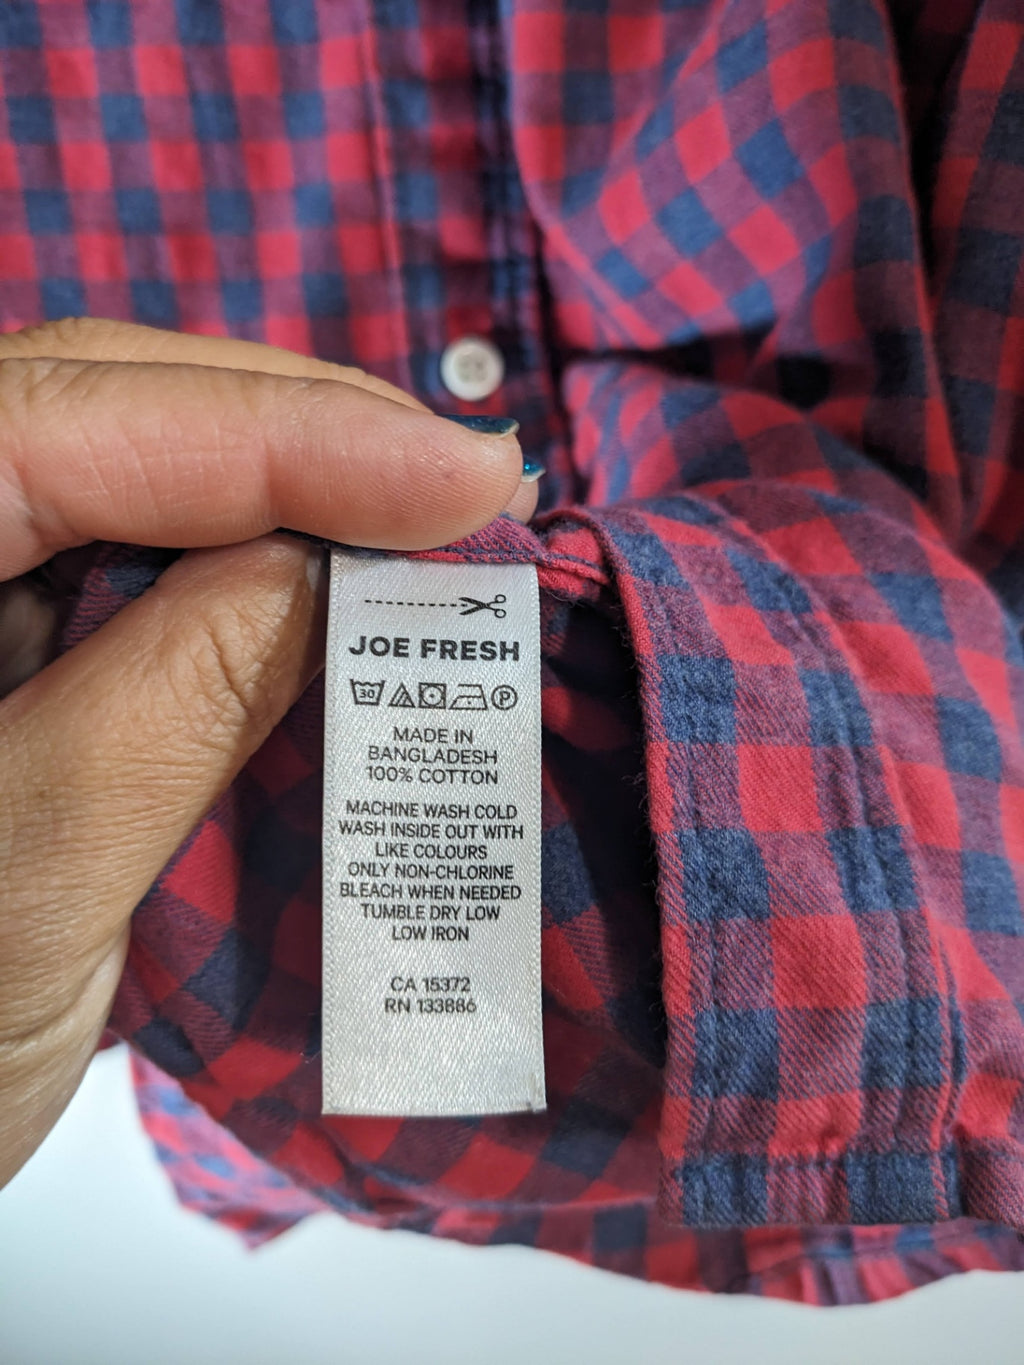 JOE FRESH
30 P
MADE IN
BANGLADESH
100% COTTON
MACHINE WASH COLD
WASH INSIDE OUT WITH
LIKE COLOURS
ONLY NON-CHLORINE
BLEACH WHEN NEEDED
TUMBLE DRY LOW
LOW IRON
CA 15372
RN 133886